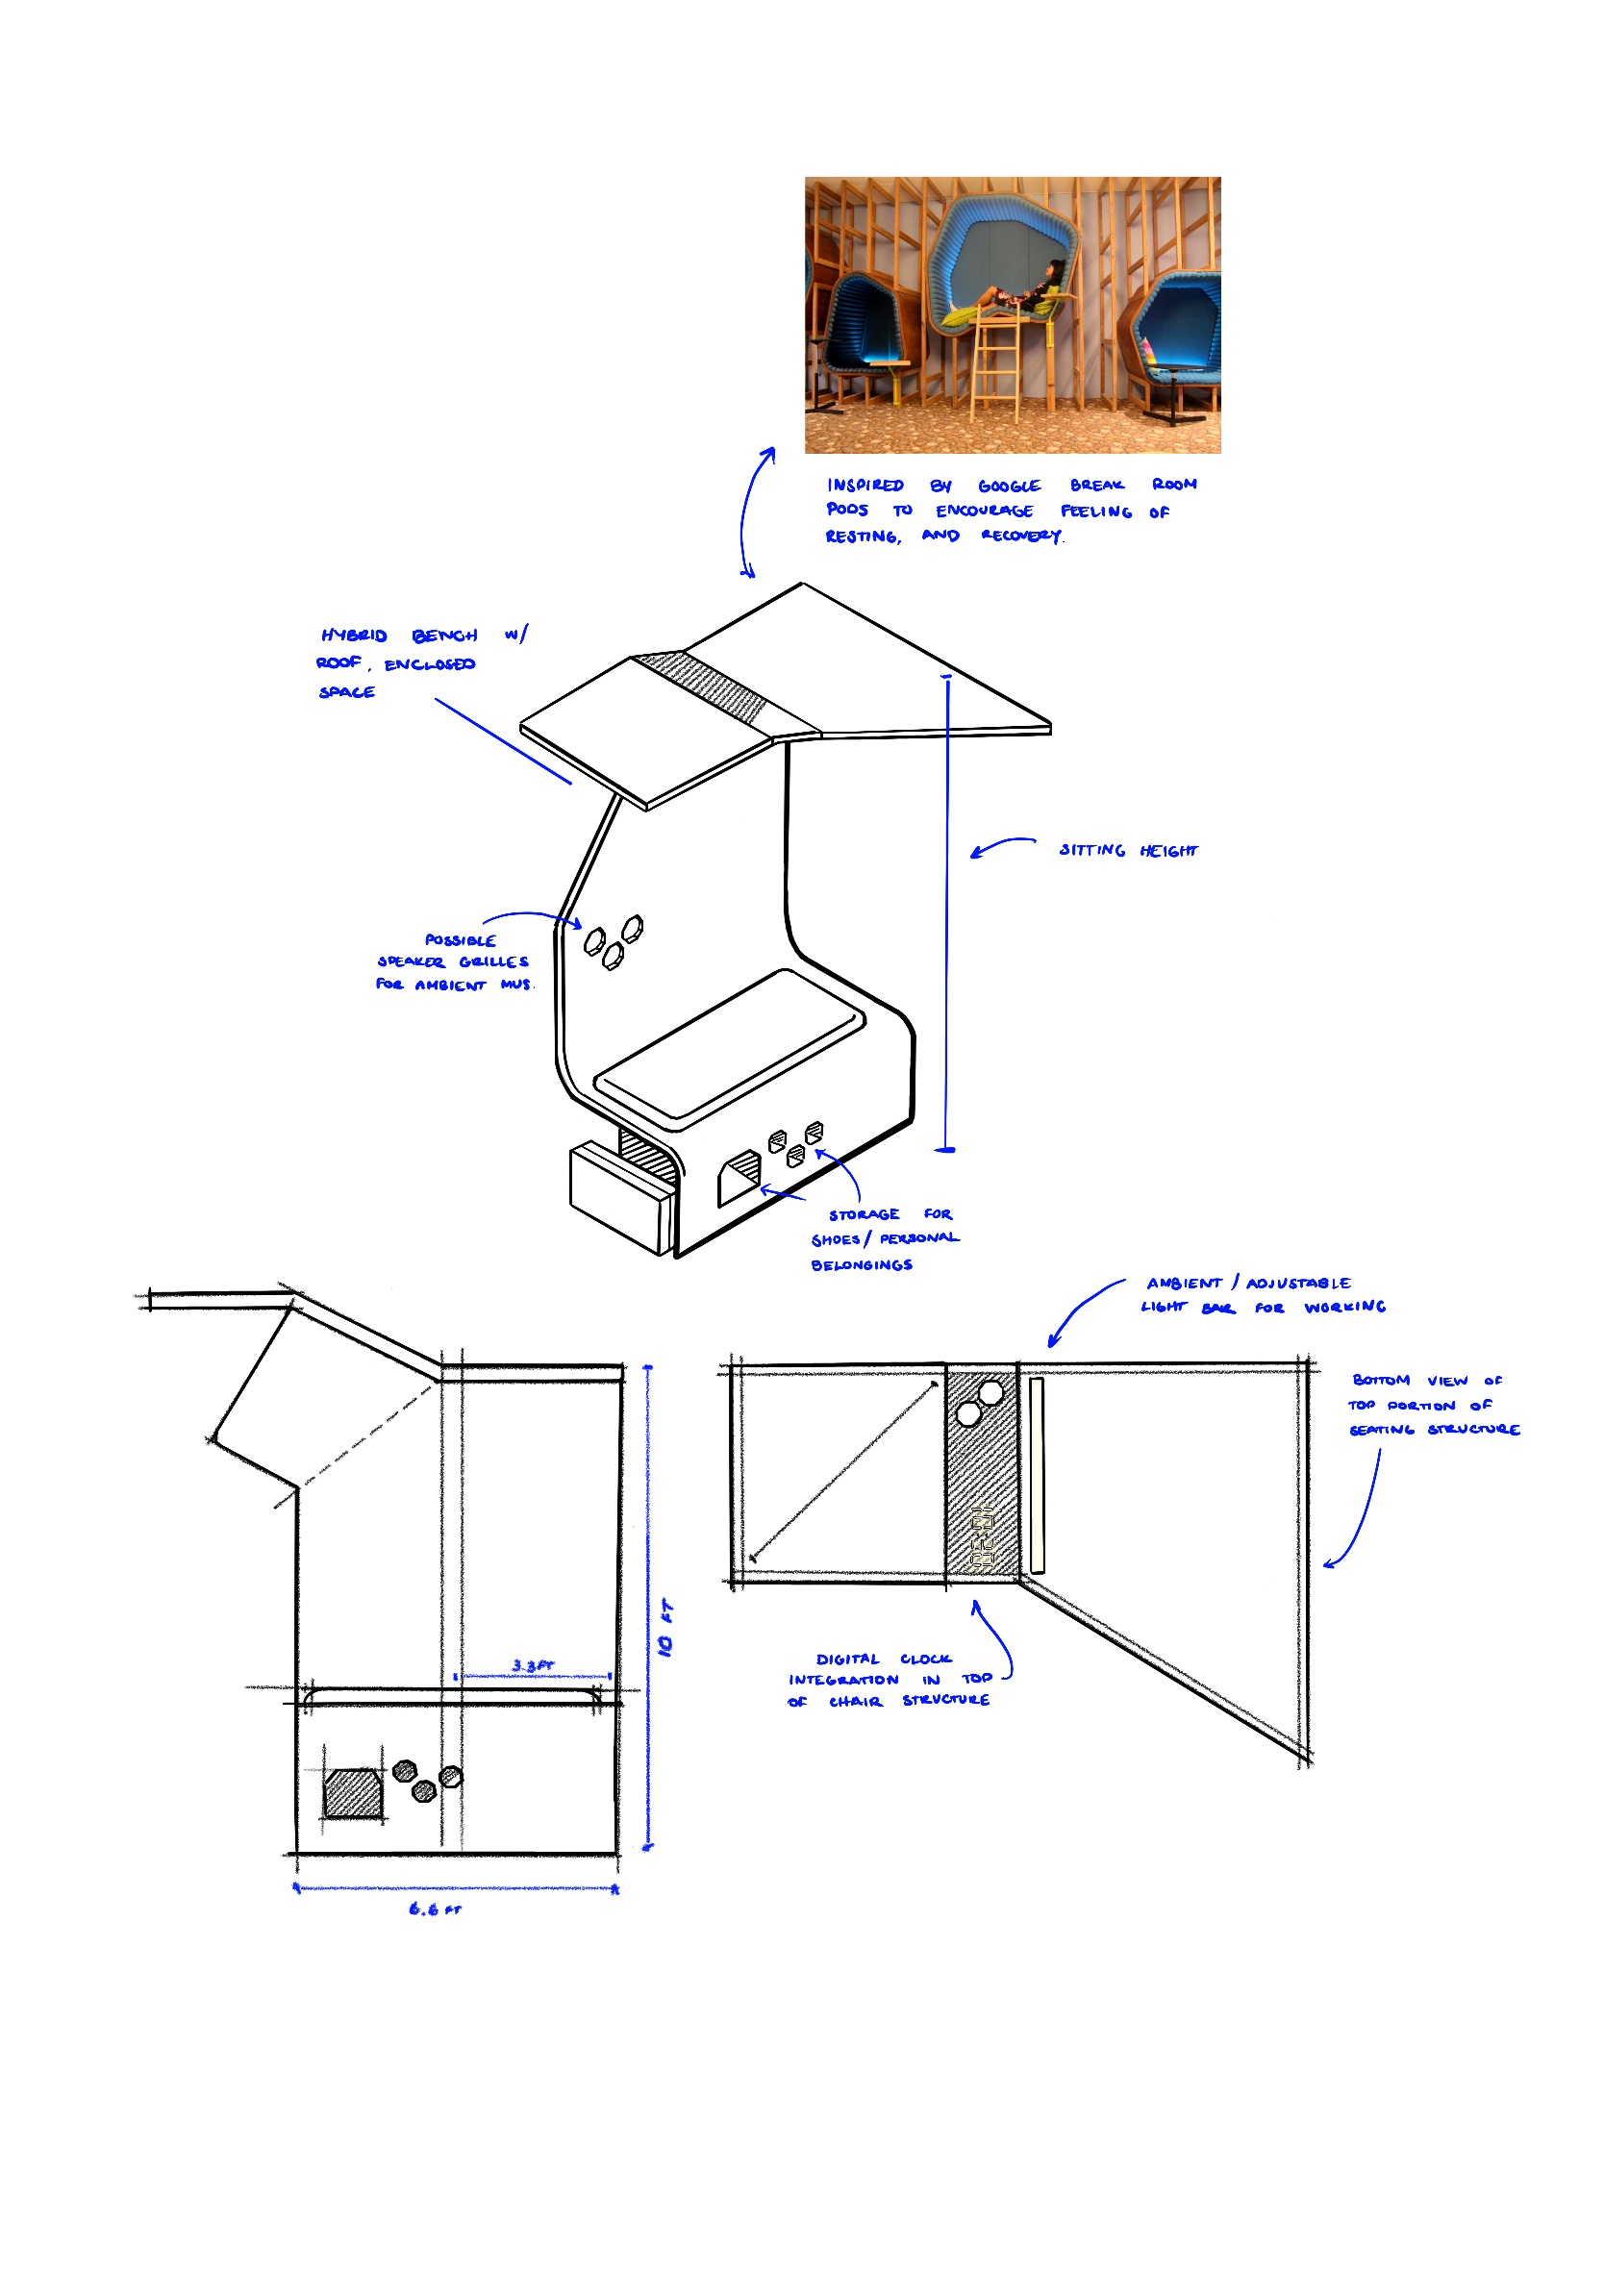 INSPIRED BY GOOGLE BREAK ROOM
PODS TO ENCOURAGE FEELING OF
RESTING, AND RECOVERY.
HYBRID BENCH W/
ROOF, ENCLOSED
SPACE
SITTING HEIGHT
POSSIBLE
SPEAKER GRILLES
FOR AMBIENT MUS.
STORAGE FOR
SHOES/PERSONAL
BELONGINGS
AMBIENT/ADJUSTABLE
LIGHT BAR FOR WORKING
BOTTOM VIEW OF
TOP PORTION OF
SEATING STRUCTURE
10 FT
3.3FT
DIGITAL CLOCK
INTEGRATION IN TOP
OF CHAIR STRUCTURE
6.6 FT